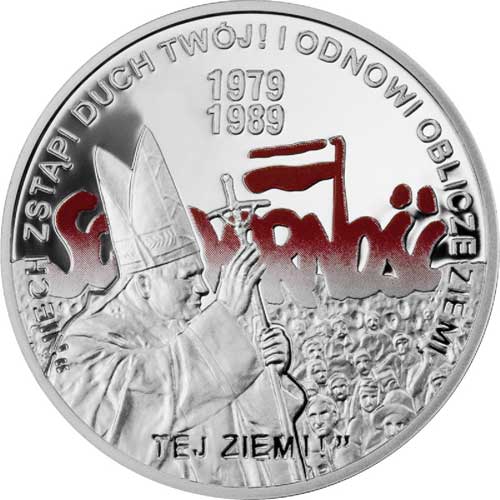 „NIECH ZSTĄPI DUCH TWÓJ! I ODNOWI OBLICZE ZIEMI,
1979
1989
TEJ ZIEMI!”